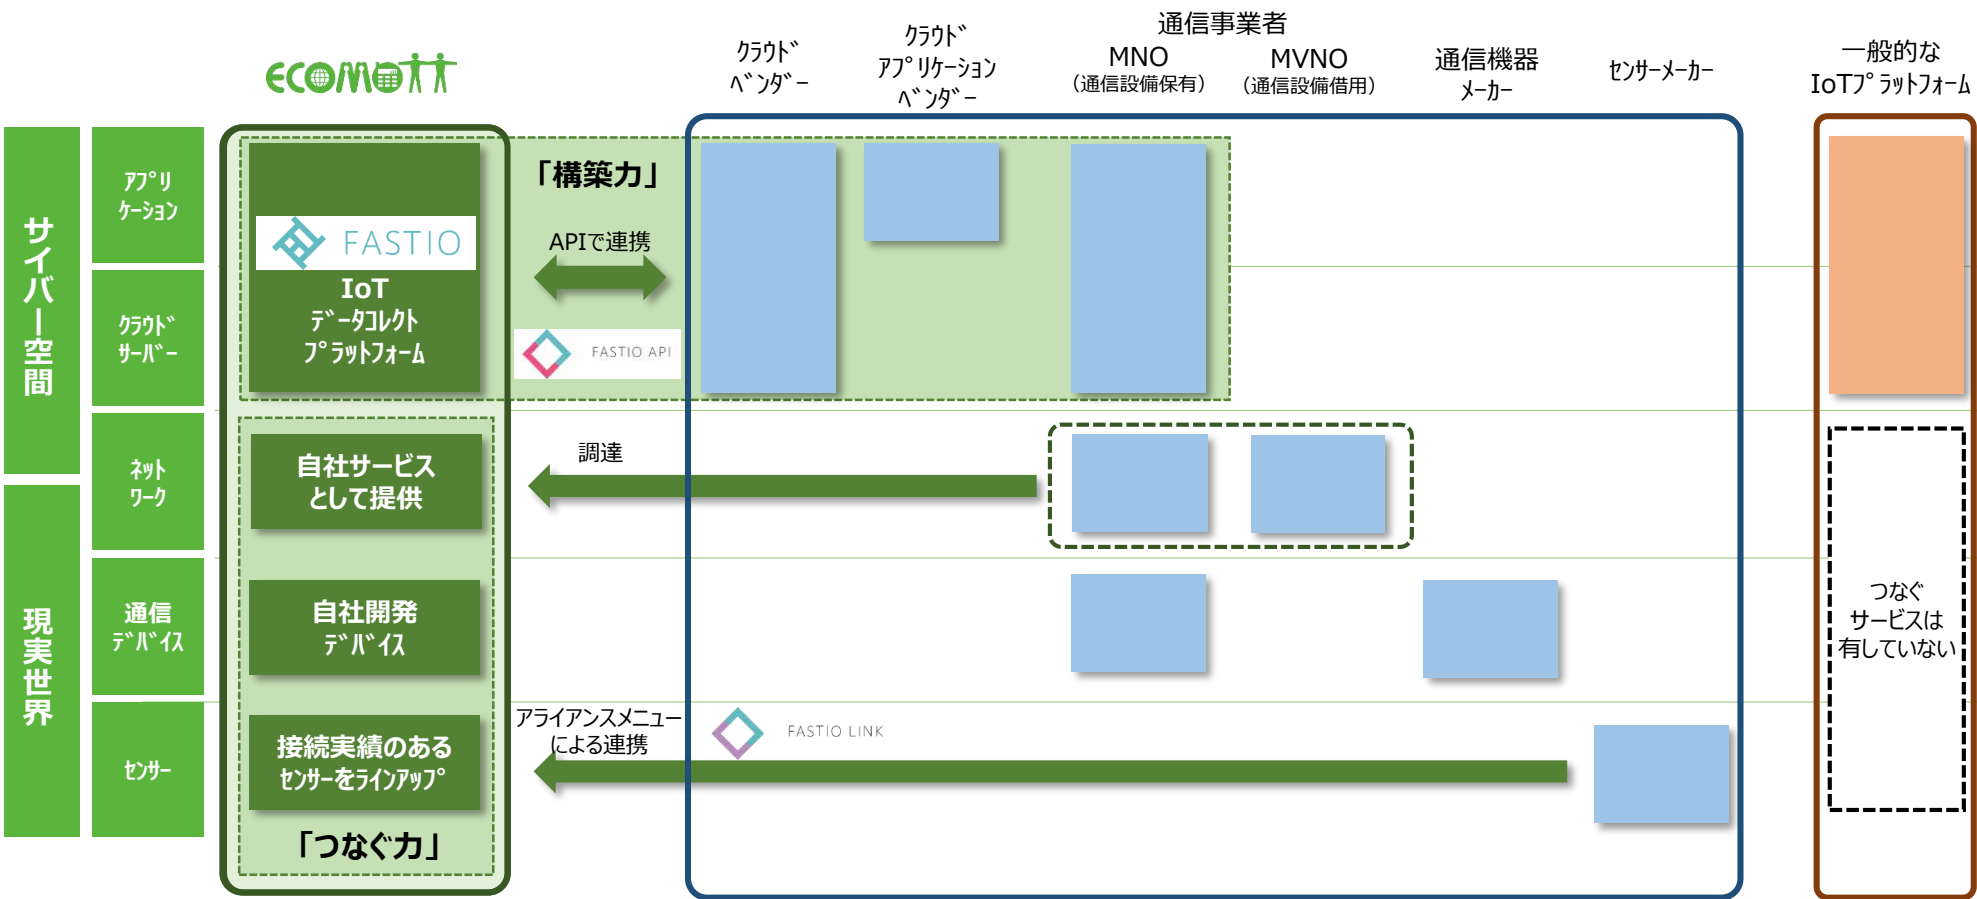 ECOMOTT
クラウド
ベンダー
クラウド
アプリケーション
ベンダー
通信事業者
MNO
（通信設備保有）
MVNO
（通信設備借用）
通信機器
メーカー
センサーメーカー
一般的な
IoTプラットフォーム
サイバー空間
現実世界
アプリ
ケーション
クラウド
サーバー
ネット
ワーク
通信
デバイス
センサー
FASTIO
IoT
データコレクト
プラットフォーム
「構築力」
APIで連携
FASTIO API
自社サービス
として提供
調達
自社開発
デバイス
接続実績のある
センサーをラインアップ
「つなぐ力」
アライアンスメニュー
による連携
FASTIO LINK
つなぐ
サービスは
有していない